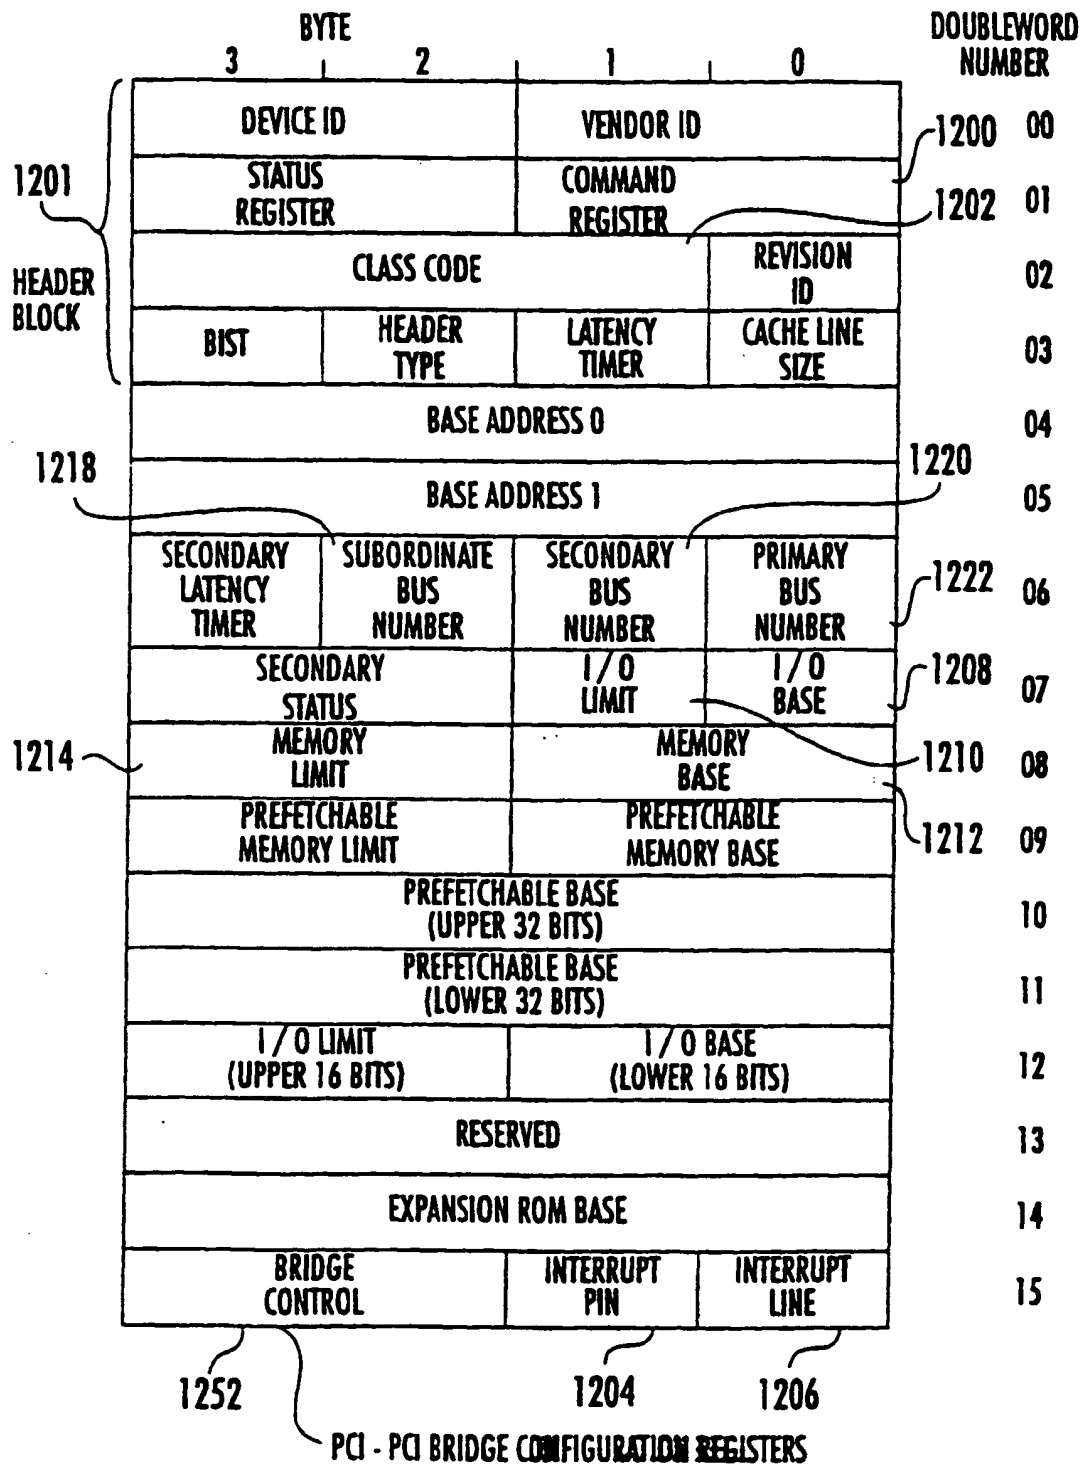 BYTE
DOUBLEWORD
NUMBER
3 2 1 0
DEVICE ID VENDOR ID 1200 00
1201
STATUS
REGISTER
COMMAND
REGISTER
1202 01
HEADER
BLOCK
CLASS CODE
REVISION
ID
02
BIST
HEADER
TYPE
LATENCY
TIMER
CACHE LINE
SIZE
03
BASE ADDRESS 0 04
1218 1220
BASE ADDRESS 1 05
SECONDARY
LATENCY
TIMER
SUBORDINATE
BUS
NUMBER
SECONDARY
BUS
NUMBER
PRIMARY
BUS
NUMBER
1222 06
SECONDARY
STATUS
I/O
LIMIT
I/O
BASE
1208 07
1214
MEMORY
LIMIT
MEMORY
BASE
1210 08
PREFETCHABLE
MEMORY LIMIT
PREFETCHABLE
MEMORY BASE
1212 09
PREFETCHABLE BASE
(UPPER 32 BITS)
10
PREFETCHABLE BASE
(LOWER 32 BITS)
11
I/O LIMIT
(UPPER 16 BITS)
I/O BASE
(LOWER 16 BITS)
12
RESERVED 13
EXPANSION ROM BASE 14
BRIDGE
CONTROL
INTERRUPT
PIN
INTERRUPT
LINE
15
1252 1204 1206
PCI - PCI BRIDGE CONFIGURATION REGISTERS